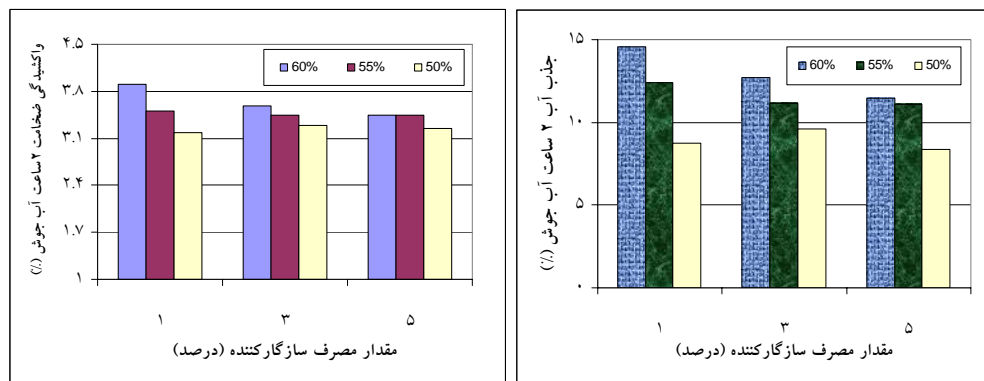 واکشیدگی ضخامت ۲ ساعت آب جوش (٪)
۴.۵
۳.۸
۳.۱
۲.۴
۱.۷
۱
60% 55% 50%
۱ ۳ ۵
مقدار مصرف سازگارکننده (درصد)
جذب آب ۲ ساعت آب جوش (٪)
۱۵
۱۰
۵
۰
60% 55% 50%
۱ ۳ ۵
مقدار مصرف سازگارکننده (درصد)